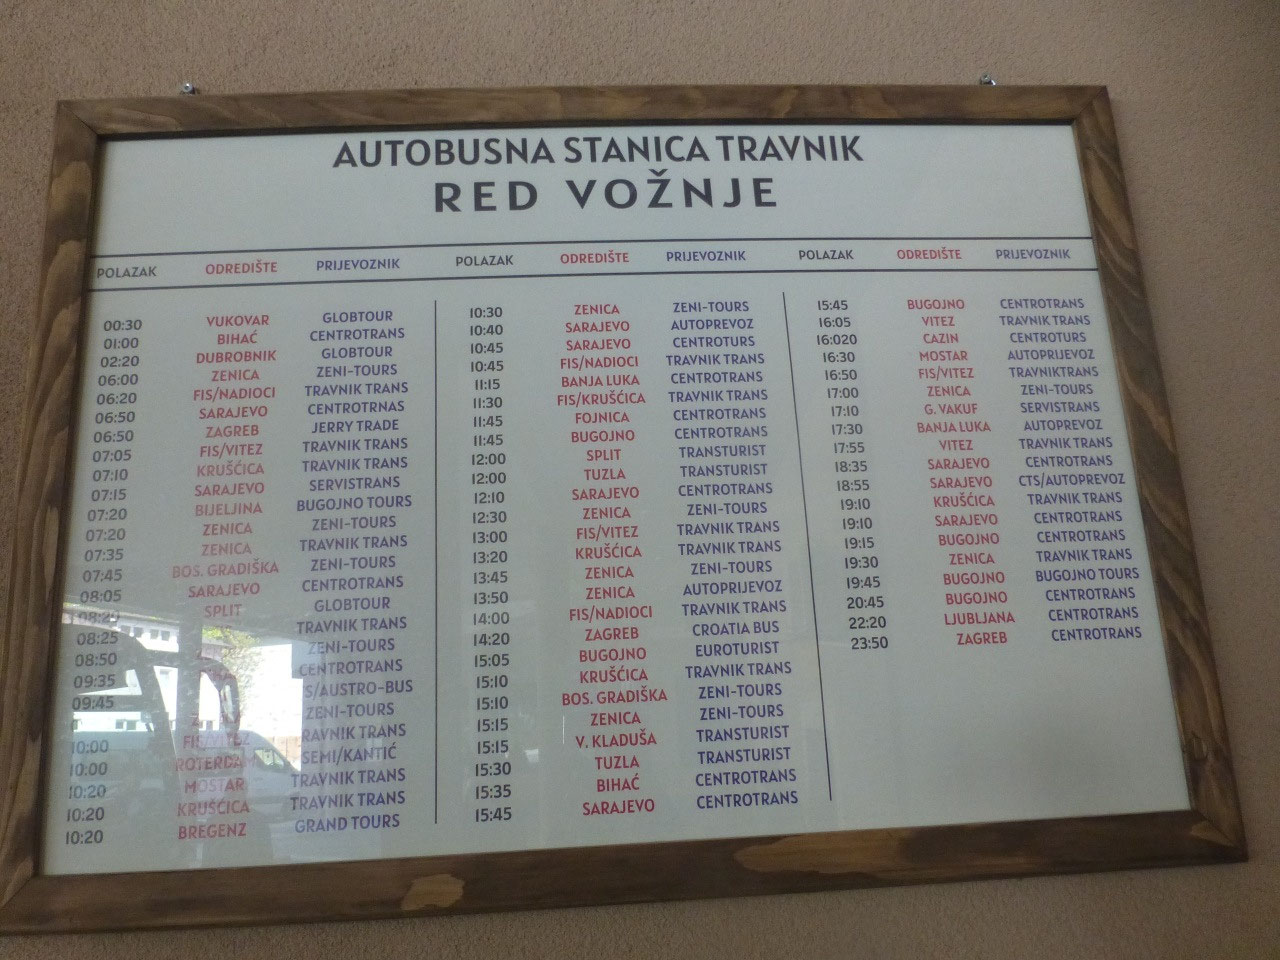 AUTOBUSNA STANICA TRAVNIK
RED VOŽNJE
POLAZAK ODREDIŠTE PRIJEVOZNIK
00:30 VUKOVAR GLOBTOUR
01:00 BIHAĆ CENTROTRANS
02:20 DUBROBNIK GLOBTOUR
06:00 ZENICA ZENI-TOURS
06:20 FIS/NADIOCI TRAVNIK TRANS
06:50 SARAJEVO CENTROTRNAS
06:50 ZAGREB JERRY TRADE
07:05 FIS/VITEZ TRAVNIK TRANS
07:10 KRUŠĆICA TRAVNIK TRANS
07:15 SARAJEVO SERVISTRANS
07:20 BIJELJINA BUGOJNO TOURS
07:20 ZENICA ZENI-TOURS
07:35 ZENICA TRAVNIK TRANS
07:45 BOS. GRADIŠKA ZENI-TOURS
08:05 SARAJEVO CENTROTRANS
08:20 SPLIT GLOBTOUR
08:25 TRAVNIK TRANS
08:50 ZENI-TOURS
09:35 CENTROTRANS
09:45 S/AUSTRO-BUS
ZENI-TOURS
10:00 FIS/VITEZ TRAVNIK TRANS
10:00 ROTERDAM SEMI/KANTIĆ
10:20 MOSTAR TRAVNIK TRANS
10:20 KRUŠĆICA TRAVNIK TRANS
10:20 BREGENZ GRAND TOURS
POLAZAK ODREDIŠTE PRIJEVOZNIK
10:30 ZENICA ZENI-TOURS
10:40 SARAJEVO AUTOPREVOZ
10:45 SARAJEVO CENTROTURS
10:45 FIS/NADIOCI TRAVNIK TRANS
11:15 BANJA LUKA CENTROTRANS
11:30 FIS/KRUŠĆICA TRAVNIK TRANS
11:45 FOJNICA CENTROTRANS
11:45 BUGOJNO CENTROTRANS
12:00 SPLIT TRANSTURIST
12:00 TUZLA TRANSTURIST
12:10 SARAJEVO CENTROTRANS
12:30 ZENICA ZENI-TOURS
13:00 FIS/VITEZ TRAVNIK TRANS
13:20 KRUŠĆICA TRAVNIK TRANS
13:45 ZENICA ZENI-TOURS
13:50 ZENICA AUTOPRIJEVOZ
14:00 FIS/NADIOCI TRAVNIK TRANS
14:20 ZAGREB CROATIA BUS
15:05 BUGOJNO EUROTURIST
15:10 KRUŠĆICA TRAVNIK TRANS
15:10 BOS. GRADIŠKA ZENI-TOURS
15:15 ZENICA ZENI-TOURS
15:15 V. KLADUŠA TRANSTURIST
15:30 TUZLA TRANSTURIST
15:35 BIHAĆ CENTROTRANS
15:45 SARAJEVO CENTROTRANS
POLAZAK ODREDIŠTE PRIJEVOZNIK
15:45 BUGOJNO CENTROTRANS
16:05 VITEZ TRAVNIK TRANS
16:020 CAZIN CENTROTURS
16:30 MOSTAR AUTOPRIJEVOZ
16:50 FIS/VITEZ TRAVNIKTRANS
17:00 ZENICA ZENI-TOURS
17:10 G. VAKUF SERVISTRANS
17:30 BANJA LUKA AUTOPREVOZ
17:55 VITEZ TRAVNIK TRANS
18:35 SARAJEVO CENTROTRANS
18:55 SARAJEVO CTS/AUTOPREVOZ
19:10 KRUŠĆICA TRAVNIK TRANS
19:10 SARAJEVO CENTROTRANS
19:15 BUGOJNO CENTROTRANS
19:30 ZENICA TRAVNIK TRANS
19:45 BUGOJNO BUGOJNO TOURS
20:45 BUGOJNO CENTROTRANS
22:20 LJUBLJANA CENTROTRANS
23:50 ZAGREB CENTROTRANS